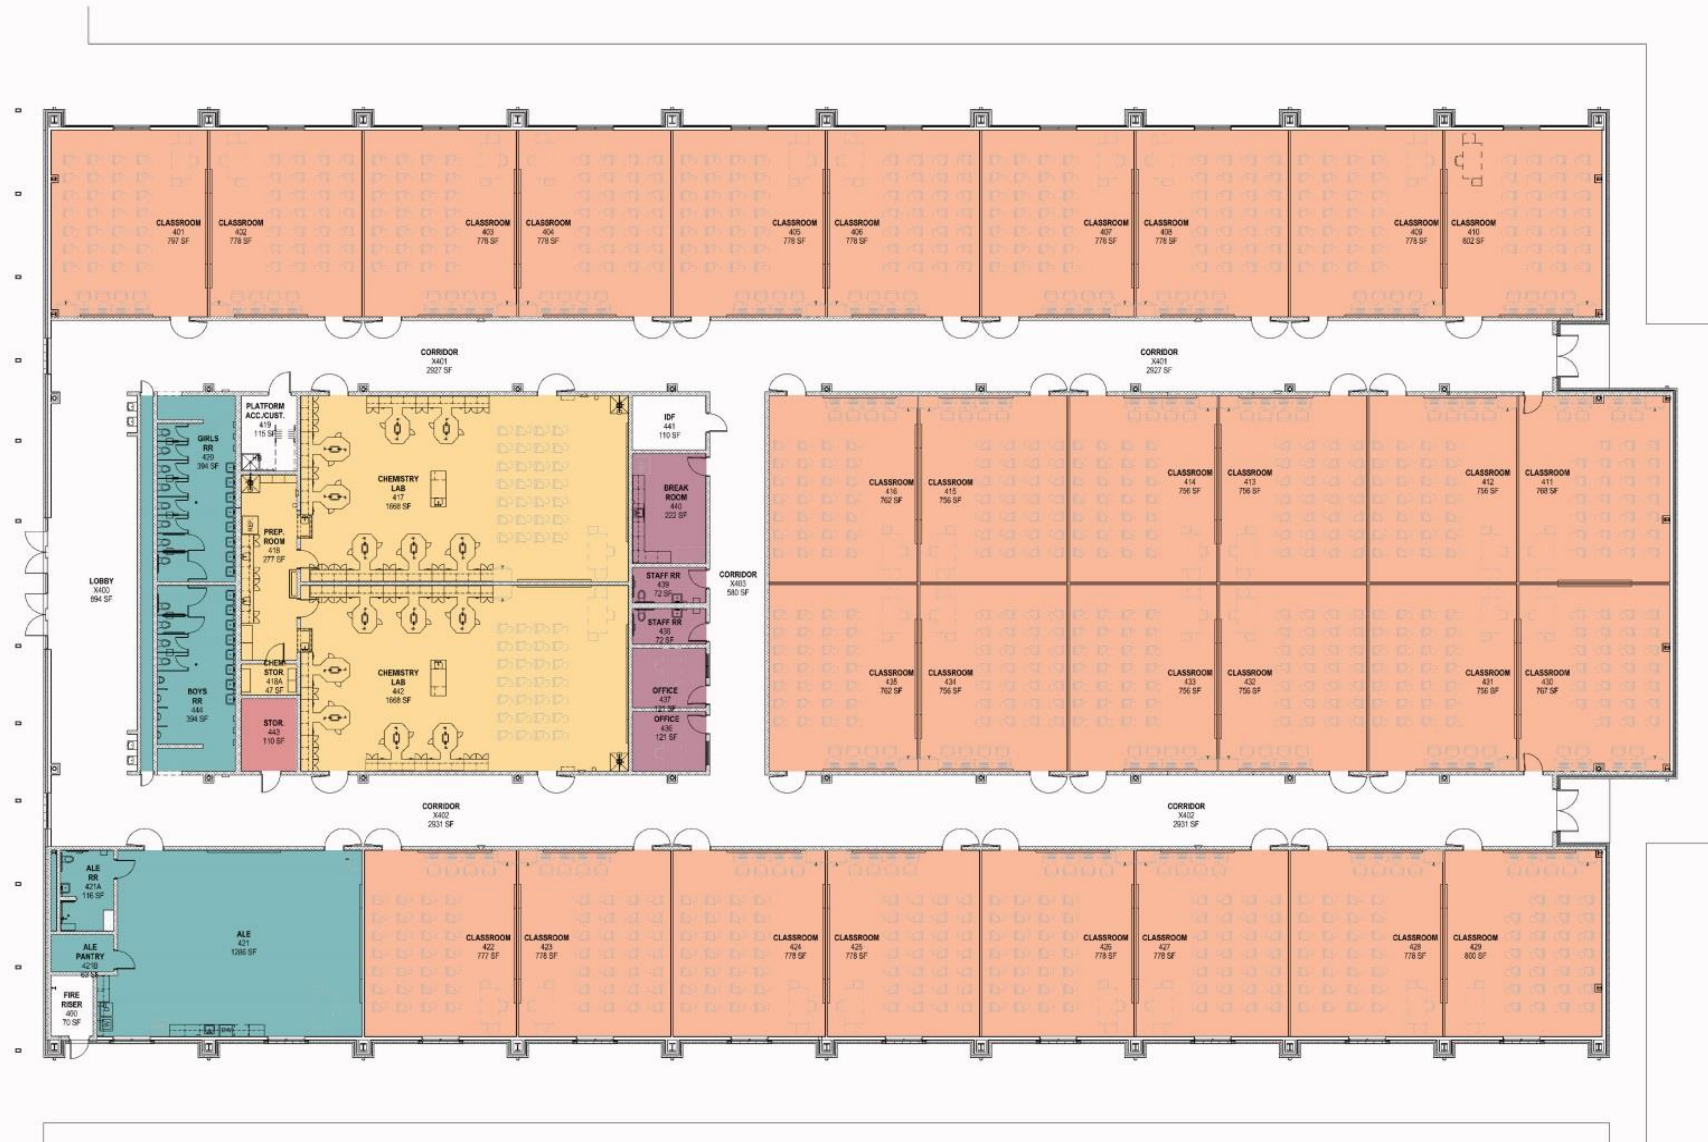 CLASSROOM
401
797 SF
CLASSROOM
402
778 SF
CLASSROOM
403
778 SF
CLASSROOM
404
778 SF
CLASSROOM
405
778 SF
CLASSROOM
406
778 SF
CLASSROOM
407
778 SF
CLASSROOM
408
778 SF
CLASSROOM
409
778 SF
CLASSROOM
410
802 SF
CORRIDOR
X401
2927 SF
CORRIDOR
X401
2927 SF
PLATFORM
ACC./CUST.
419
115 SF
GIRLS
RR
420
394 SF
IDF
441
110 SF
CHEMISTRY
LAB
417
1668 SF
BREAK
ROOM
440
222 SF
CLASSROOM
416
762 SF
CLASSROOM
415
756 SF
CLASSROOM
414
756 SF
CLASSROOM
413
756 SF
CLASSROOM
412
756 SF
CLASSROOM
411
768 SF
REF.
PREP.
ROOM
418
277 SF
LOBBY
X400
894 SF
STAFF RR
439
72 SF
CORRIDOR
X403
580 SF
STAFF RR
438
72 SF
CHEM
STOR.
418A
47 SF
BOYS
RR
444
394 SF
CHEMISTRY
LAB
442
1668 SF
OFFICE
437
121 SF
OFFICE
436
121 SF
STOR.
443
110 SF
CLASSROOM
435
762 SF
CLASSROOM
434
756 SF
CLASSROOM
433
756 SF
CLASSROOM
432
756 SF
CLASSROOM
431
756 SF
CLASSROOM
430
767 SF
CORRIDOR
X402
2931 SF
CORRIDOR
X402
2931 SF
ALE
RR
421A
116 SF
ALE
421
1286 SF
ALE
PANTRY
421B
FIRE
RISER
460
70 SF
CLASSROOM
422
777 SF
CLASSROOM
423
778 SF
CLASSROOM
424
778 SF
CLASSROOM
425
778 SF
CLASSROOM
426
778 SF
CLASSROOM
427
778 SF
CLASSROOM
428
778 SF
CLASSROOM
429
800 SF